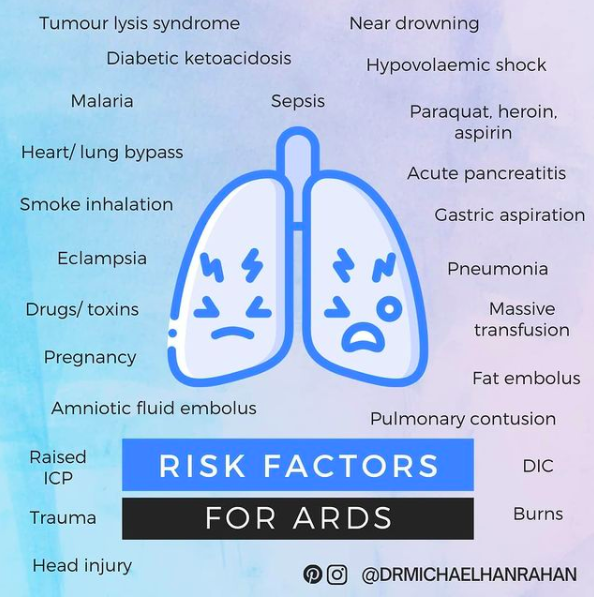 Tumour lysis syndrome
Near drowning
Diabetic ketoacidosis
Hypovolaemic shock
Malaria
Sepsis
Paraquat, heroin,
aspirin
Heart/ lung bypass
Acute pancreatitis
Smoke inhalation
Gastric aspiration
Eclampsia
Pneumonia
Drugs/ toxins
Massive
transfusion
Pregnancy
Fat embolus
Amniotic fluid embolus
Pulmonary contusion
Raised
ICP
RISK FACTORS
DIC
Trauma
FOR ARDS
Burns
Head injury
@DRMICHAELHANRAHAN